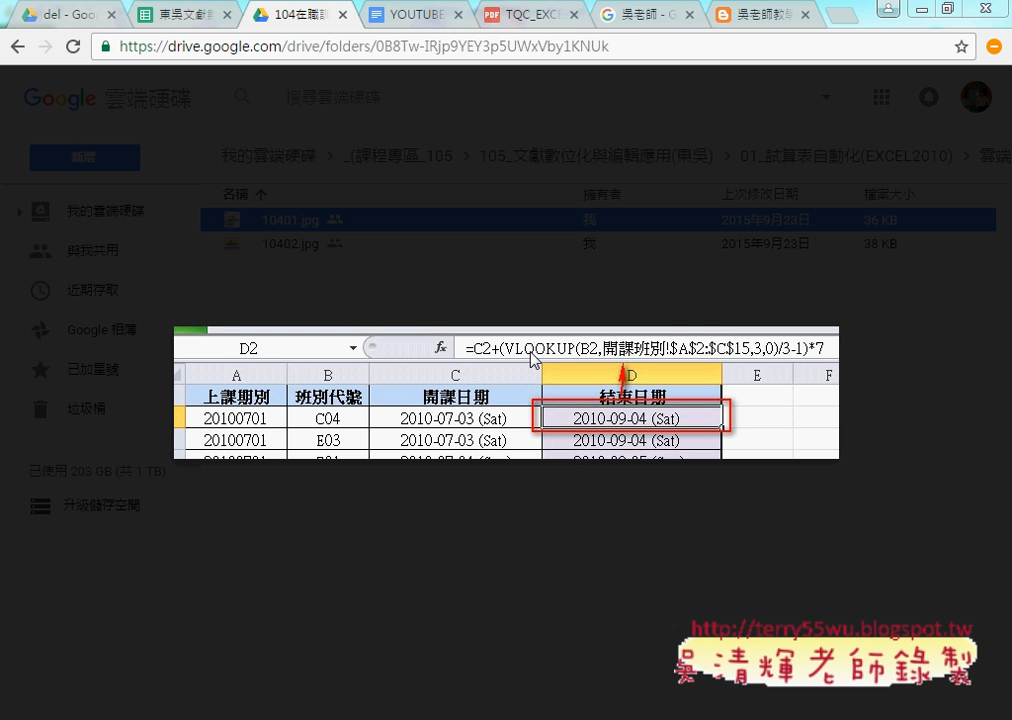 del - Goo
東吳文獻數
104在職訓
YOUTUBE
TQC_EXCE
吳老師 - G
吳老師教學
https://drive.google.com/drive/folders/0B8Tw-IRjp9YEY3p5UWxVby1KNUk
Google 雲端硬碟
搜尋雲端硬碟
新增
我的雲端硬碟 > _(課程專區_105 > 105_文獻數位化與編輯應用(東吳) > 01_試算表自動化(EXCEL2010) > 雲端
名稱 ↑ 擁有者 上次修改日期 檔案大小
我的雲端硬碟
10401.jpg 我 2015年9月23日 36 KB
與我共用
10402.jpg 我 2015年9月23日 38 KB
近期存取
Google 相簿
已加星號
垃圾桶
已使用 203 GB (共 1 TB)
升級儲存空間
D2 fx =C2+(VLOOKUP(B2,開課班別!$A$2:$C$15,3,0)/3-1)*7
A B C D E F
上課期別 班別代號 開課日期 結束日期
20100701 C04 2010-07-03 (Sat) 2010-09-04 (Sat)
20100701 E03 2010-07-03 (Sat) 2010-09-04 (Sat)
http://terry55wu.blogspot.tw
吳清輝老師錄製